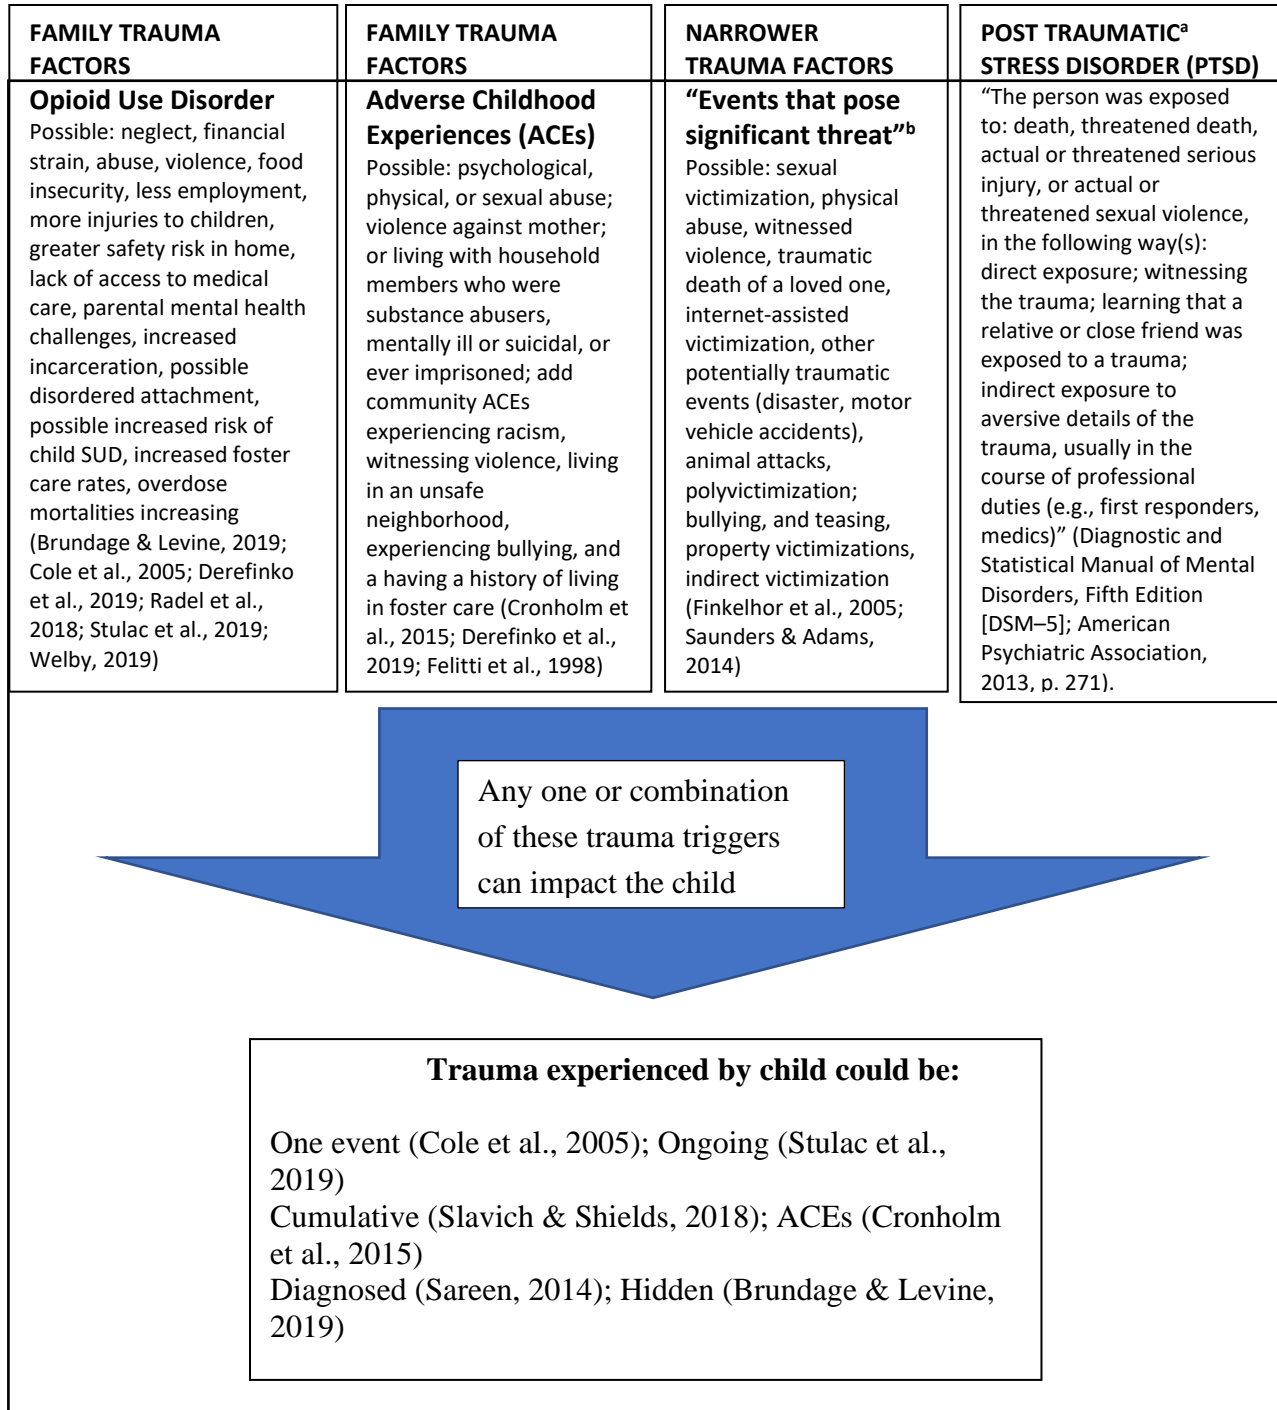 FAMILY TRAUMA
FACTORS
Opioid Use Disorder
Possible: neglect, financial
strain, abuse, violence, food
insecurity, less employment,
more injuries to children,
greater safety risk in home,
lack of access to medical
care, parental mental health
challenges, increased
incarceration, possible
disordered attachment,
possible increased risk of
child SUD, increased foster
care rates, overdose
mortalities increasing
(Brundage & Levine, 2019;
Cole et al., 2005; Derefinko
et al., 2019; Radel et al.,
2018; Stulac et al., 2019;
Welby, 2019)
FAMILY TRAUMA
FACTORS
Adverse Childhood
Experiences (ACEs)
Possible: psychological,
physical, or sexual abuse;
violence against mother;
or living with household
members who were
substance abusers,
mentally ill or suicidal, or
ever imprisoned; add
community ACEs
experiencing racism,
witnessing violence, living
in an unsafe
neighborhood,
experiencing bullying, and
a having a history of living
in foster care (Cronholm et
al., 2015; Derefinko et al.,
2019; Felitti et al., 1998)
NARROWER
TRAUMA FACTORS
“Events that pose
significant threat”ᵇ
Possible: sexual
victimization, physical
abuse, witnessed
violence, traumatic
death of a loved one,
internet-assisted
victimization, other
potentially traumatic
events (disaster, motor
vehicle accidents),
animal attacks,
polyvictimization;
bullying, and teasing,
property victimizations,
indirect victimization
(Finkelhor et al., 2005;
Saunders & Adams,
2014)
POST TRAUMATICᵃ
STRESS DISORDER (PTSD)
“The person was exposed
to: death, threatened death,
actual or threatened serious
injury, or actual or
threatened sexual violence,
in the following way(s):
direct exposure; witnessing
the trauma; learning that a
relative or close friend was
exposed to a trauma;
indirect exposure to
aversive details of the
trauma, usually in the
course of professional
duties (e.g., first responders,
medics)” (Diagnostic and
Statistical Manual of Mental
Disorders, Fifth Edition
[DSM–5]; American
Psychiatric Association,
2013, p. 271).
Any one or combination
of these trauma triggers
can impact the child
Trauma experienced by child could be:
One event (Cole et al., 2005); Ongoing (Stulac et al.,
2019)
Cumulative (Slavich & Shields, 2018); ACEs (Cronholm
et al., 2015)
Diagnosed (Sareen, 2014); Hidden (Brundage & Levine,
2019)